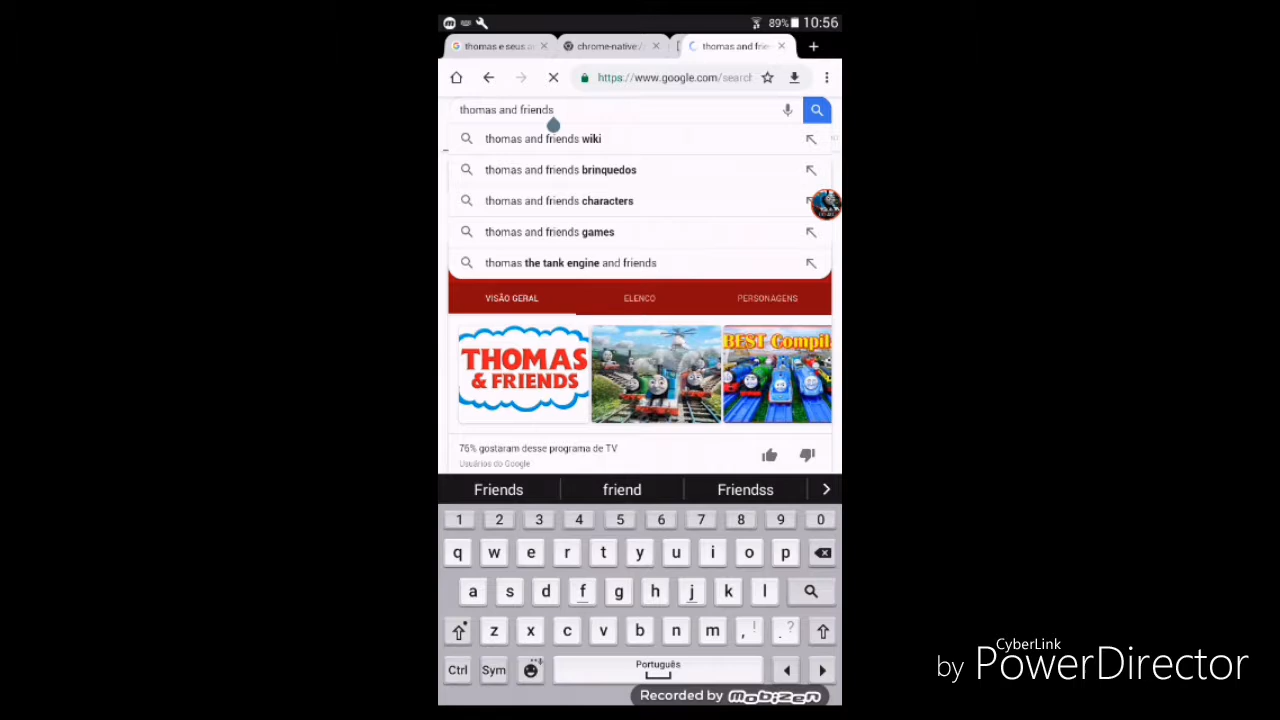 89% 10:56
thomas e seus a
chrome-native:/
thomas and frie
https://www.google.com/search
thomas and friends
thomas and friends wiki
thomas and friends brinquedos
thomas and friends characters
thomas and friends games
thomas the tank engine and friends
VISÃO GERAL
ELENCO
PERSONAGENS
THOMAS
& FRIENDS
BEST Compil
76% gostaram desse programa de TV
Usuários do Google
Friends friend Friendss
1 2 3 4 5 6 7 8 9 0
q w e r t y u i o p
a s d f g h j k l
z x c v b n m , ! . ?
Ctrl Sym Português
Recorded by mobizen
CyberLink
by PowerDirector